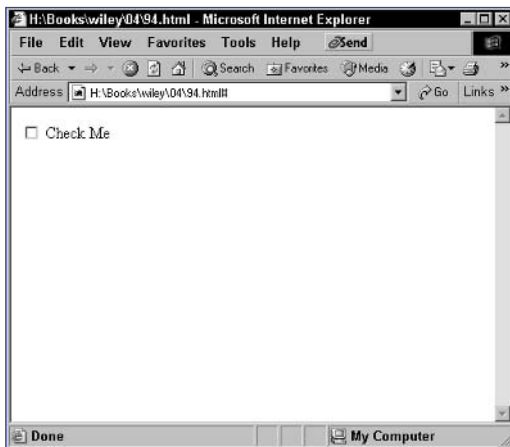 H:\Books\wiley\04\94.html - Microsoft Internet Explorer
File Edit View Favorites Tools Help Send
Back Search Favorites Media »
Address H:\Books\wiley\04\94.html# Go Links »
Check Me
Done My Computer